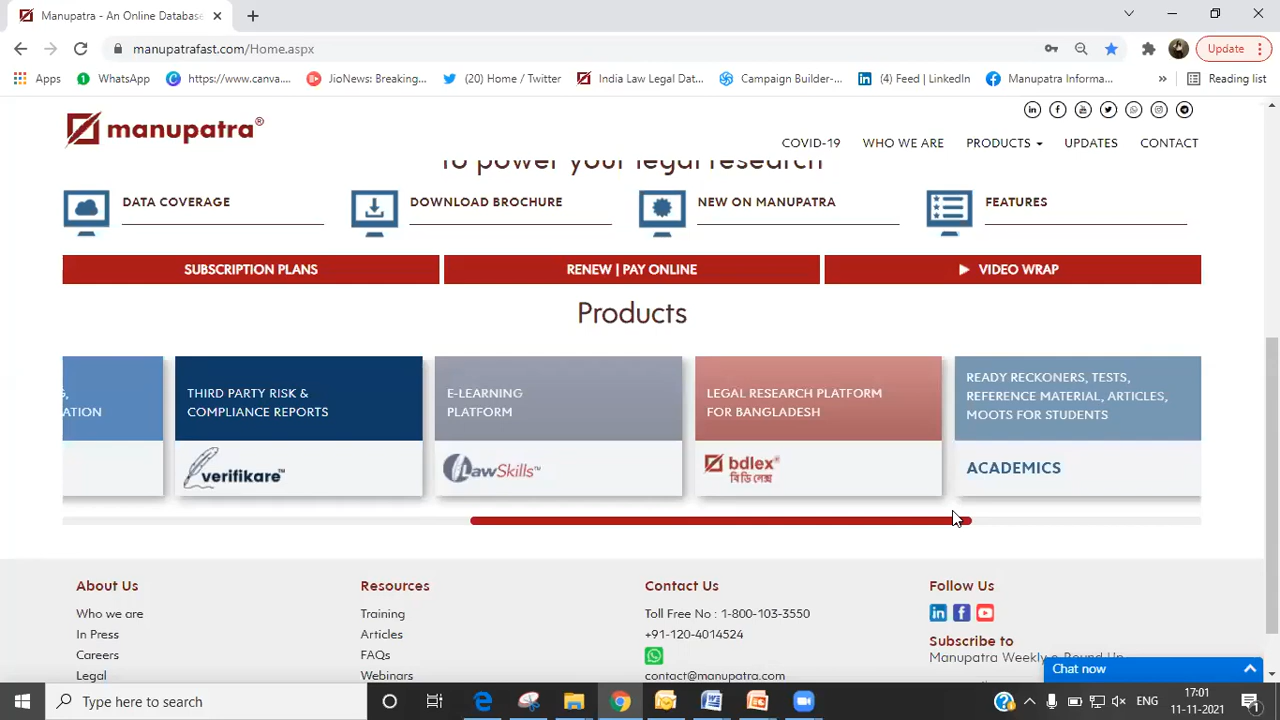 Manupatra - An Online Database
manupatrafast.com/Home.aspx
Update
Apps
WhatsApp
https://www.canva....
JioNews: Breaking...
(20) Home / Twitter
India Law Legal Dat...
Campaign Builder-...
(4) Feed | LinkedIn
Manupatra Informa...
»
Reading list
manupatra®
COVID-19
WHO WE ARE
PRODUCTS
UPDATES
CONTACT
To power your legal research
DATA COVERAGE
DOWNLOAD BROCHURE
NEW ON MANUPATRA
FEATURES
SUBSCRIPTION PLANS
RENEW | PAY ONLINE
VIDEO WRAP
Products
ATION
THIRD PARTY RISK &
COMPLIANCE REPORTS
verifikare™
E-LEARNING
PLATFORM
LawSkills™
LEGAL RESEARCH PLATFORM
FOR BANGLADESH
bdlex®
বিডি লেক্স
READY RECKONERS, TESTS,
REFERENCE MATERIAL, ARTICLES,
MOOTS FOR STUDENTS
ACADEMICS
About Us
Who we are
In Press
Careers
Legal
Resources
Training
Articles
FAQs
Webinars
Contact Us
Toll Free No : 1-800-103-3550
+91-120-4014524
contact@manupatra.com
Follow Us
Subscribe to
Manupatra Weekly e-Round Up
Chat now
Type here to search
ENG
17:01
11-11-2021
1